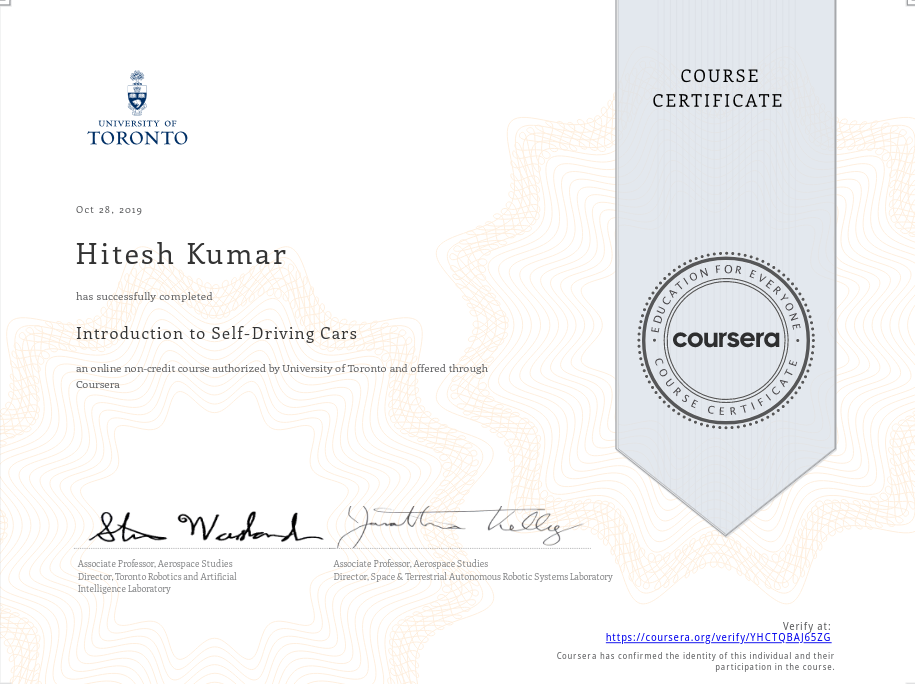 COURSE
CERTIFICATE
UNIVERSITY OF
TORONTO
Oct 28, 2019
Hitesh Kumar
has successfully completed
Introduction to Self-Driving Cars
an online non-credit course authorized by University of Toronto and offered through
Coursera
EDUCATION FOR EVERYONE
coursera
COURSE CERTIFICATE
Associate Professor, Aerospace Studies
Director, Toronto Robotics and Artificial
Intelligence Laboratory
Associate Professor, Aerospace Studies
Director, Space & Terrestrial Autonomous Robotic Systems Laboratory
Verify at:
https://coursera.org/verify/YHCTQBAJ65ZG
Coursera has confirmed the identity of this individual and their
participation in the course.